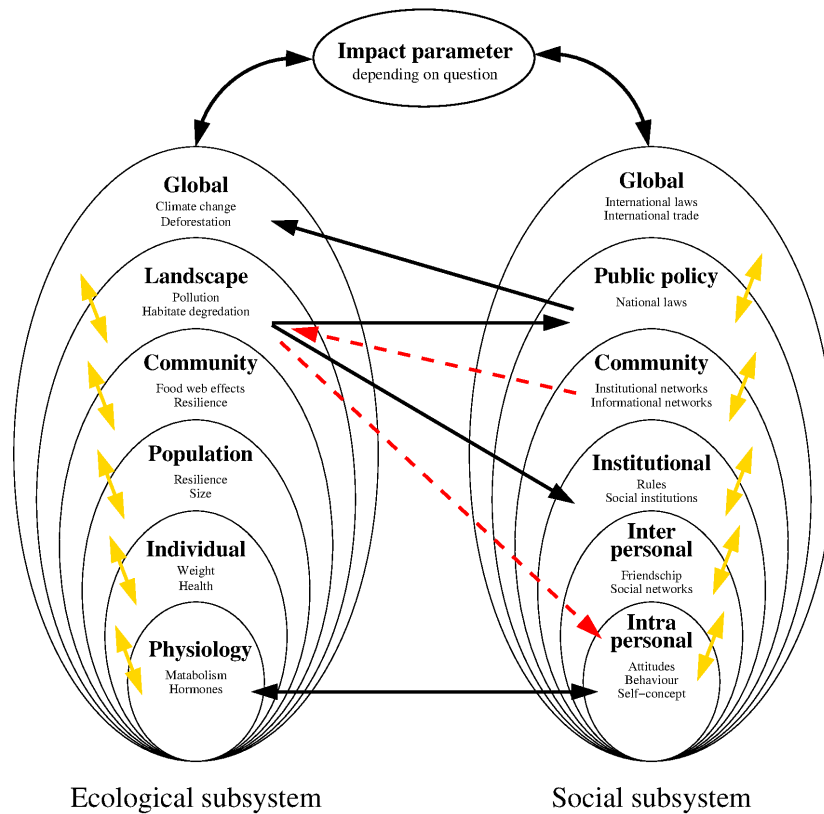 Impact parameter
depending on question
Global
Climate change
Deforestation
Landscape
Pollution
Habitate degredation
Community
Food web effects
Resilience
Population
Resilience
Size
Individual
Weight
Health
Physiology
Matabolism
Hormones
Ecological subsystem
Global
International laws
International trade
Public policy
National laws
Community
Institutional networks
Informational networks
Institutional
Rules
Social institutions
Inter
personal
Friendschip
Social networks
Intra
personal
Attitudes
Behaviour
Self−concept
Social subsystem